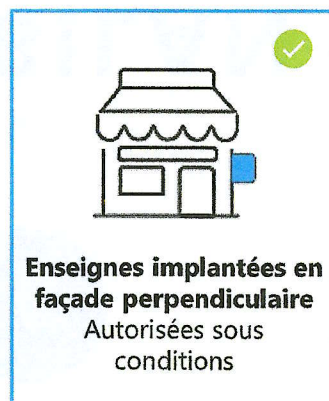 Enseignes implantées en
façade perpendiculaire
Autorisées sous
conditions